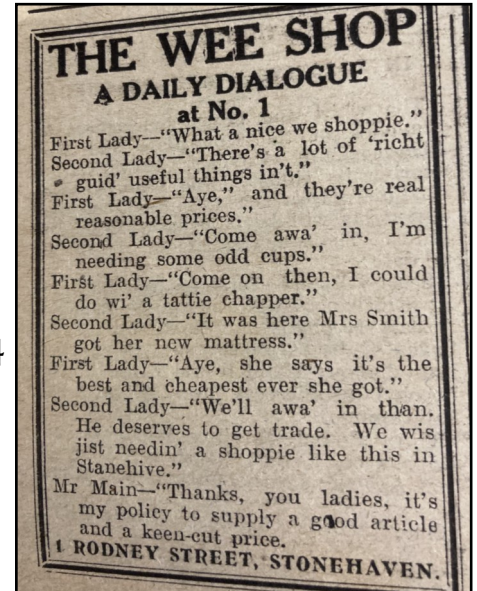 THE WEE SHOP
A DAILY DIALOGUE
at No. 1
First Lady—"What a nice we shoppie."
Second Lady—"There's a lot of 'richt
guid' useful things in't."
First Lady—"Aye," and they're real
reasonable prices."
Second Lady—"Come awa' in, I'm
needing some odd cups."
First Lady—"Come on then, I could
do wi' a tattie chapper."
Second Lady—"It was here Mrs Smith
got her new mattress."
First Lady—"Aye, she says it's the
best and cheapest ever she got."
Second Lady—"We'll awa' in than.
He deserves to get trade. We wis
jist needin' a shoppie like this in
Stanehive."
Mr Main—"Thanks, you ladies, it's
my policy to supply a good article
and a keen-cut price.
1 RODNEY STREET, STONEHAVEN.